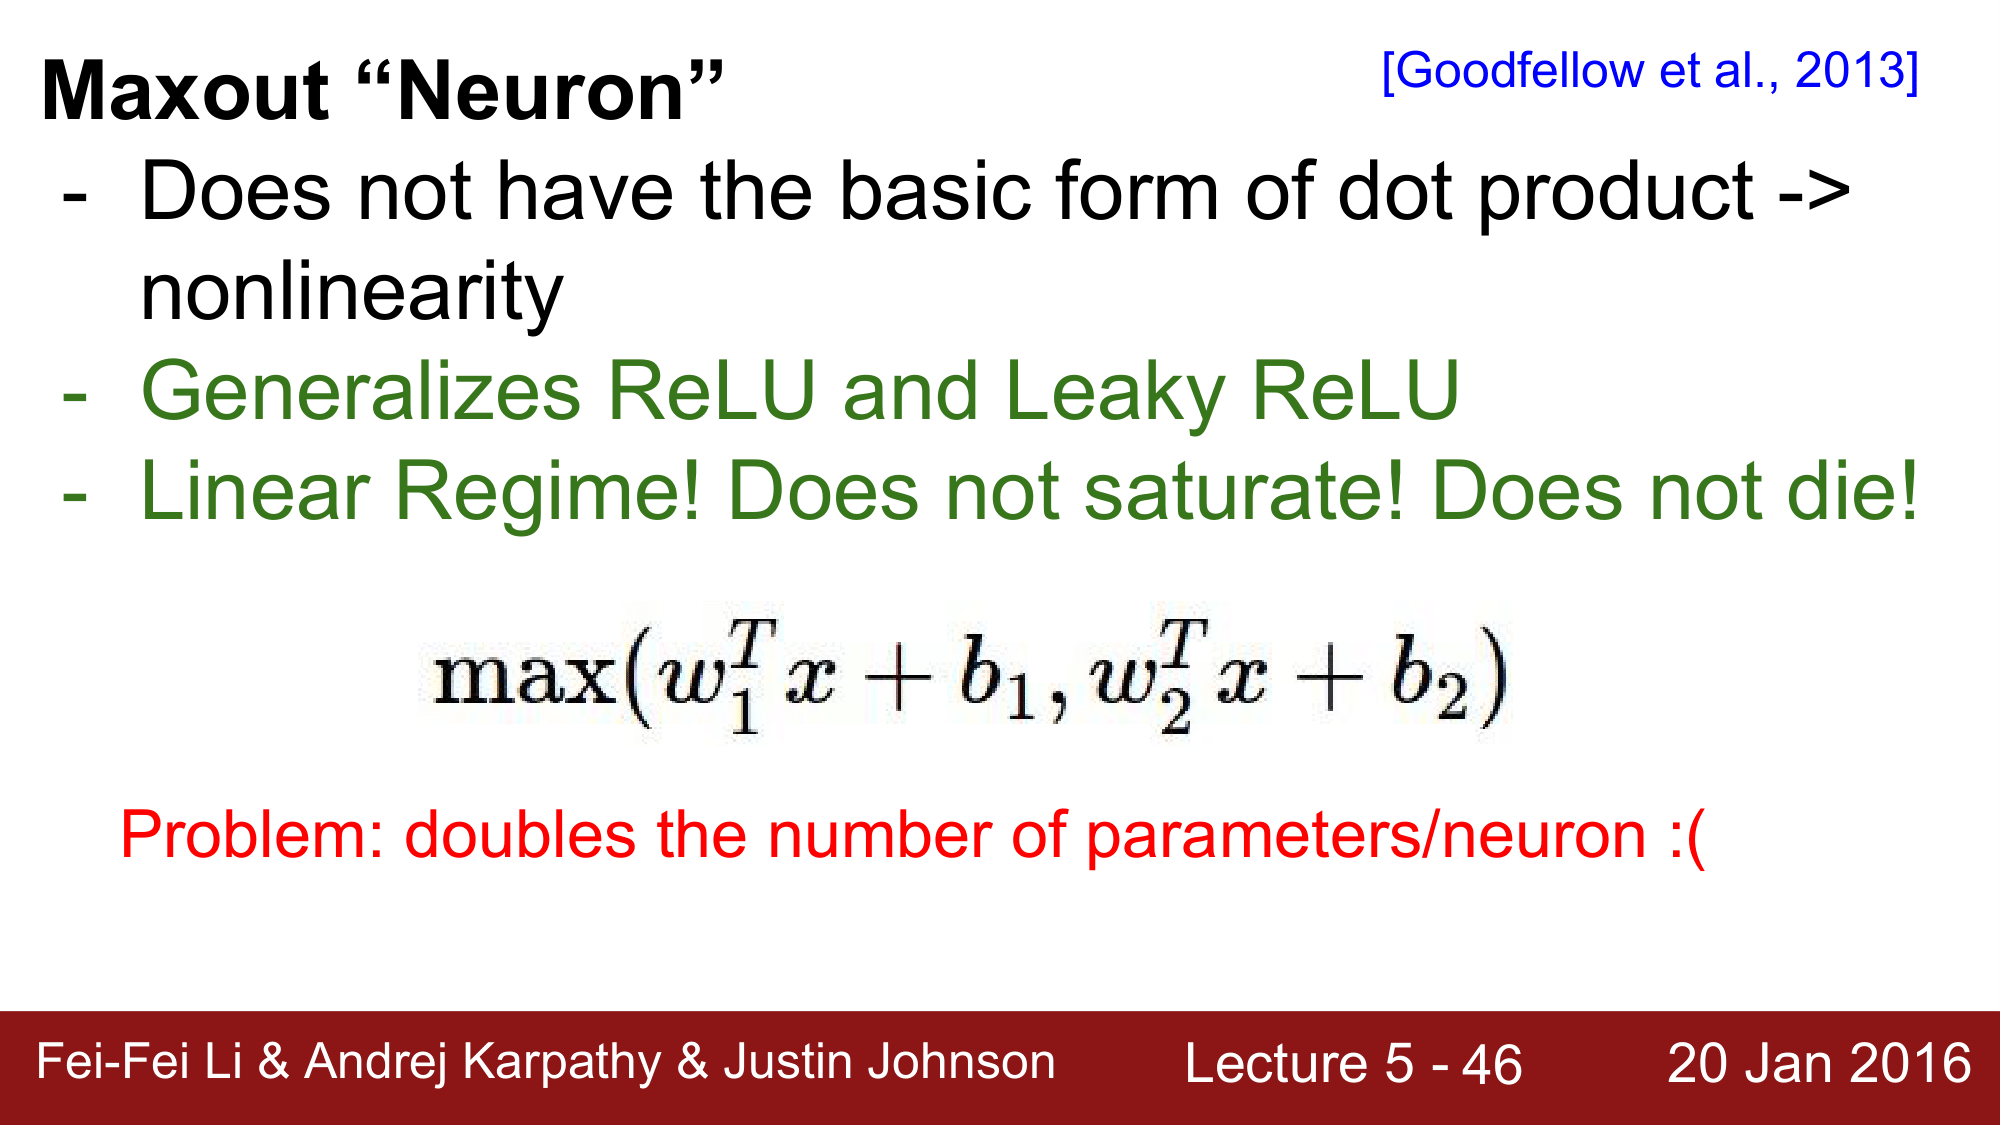 Maxout “Neuron”
[Goodfellow et al., 2013]
- Does not have the basic form of dot product ->
nonlinearity
- Generalizes ReLU and Leaky ReLU
- Linear Regime! Does not saturate! Does not die!
max(w_1^T x + b_1, w_2^T x + b_2)
Problem: doubles the number of parameters/neuron :(
Fei-Fei Li & Andrej Karpathy & Justin Johnson Lecture 5 - 46 20 Jan 2016